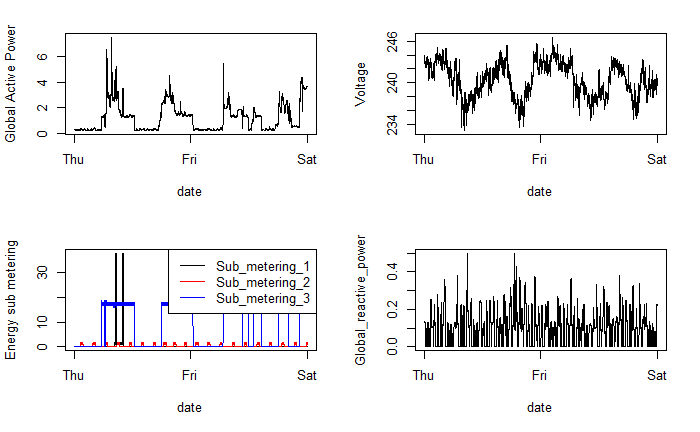 Global Active Power
0 2 4 6
Thu Fri Sat
date
Voltage
234 240 246
Thu Fri Sat
date
Energy sub metering
0 10 30
Sub_metering_1
Sub_metering_2
Sub_metering_3
Thu Fri Sat
date
Global_reactive_power
0.0 0.2 0.4
Thu Fri Sat
date